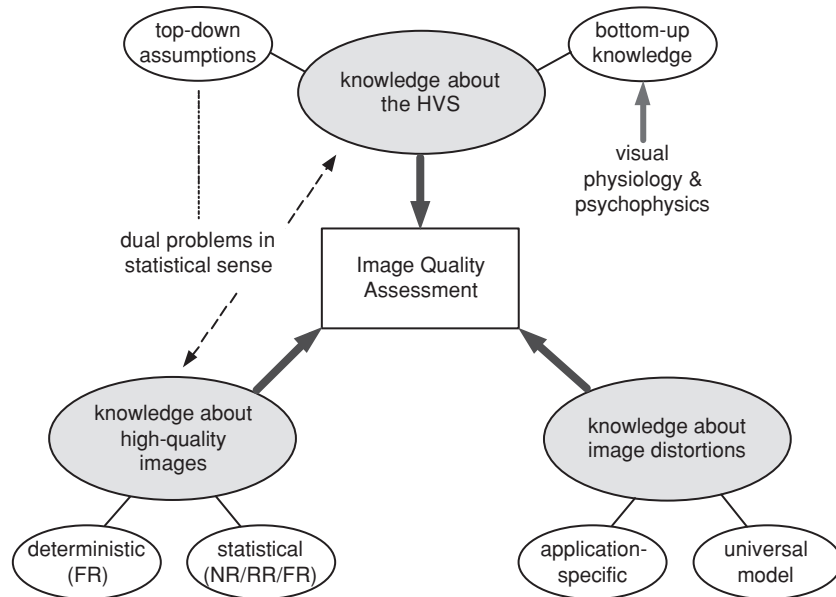 top-down
assumptions
knowledge about
the HVS
bottom-up
knowledge
visual
physiology &
psychophysics
dual problems in
statistical sense
Image Quality
Assessment
knowledge about
high-quality
images
knowledge about
image distortions
deterministic
(FR)
statistical
(NR/RR/FR)
application-
specific
universal
model